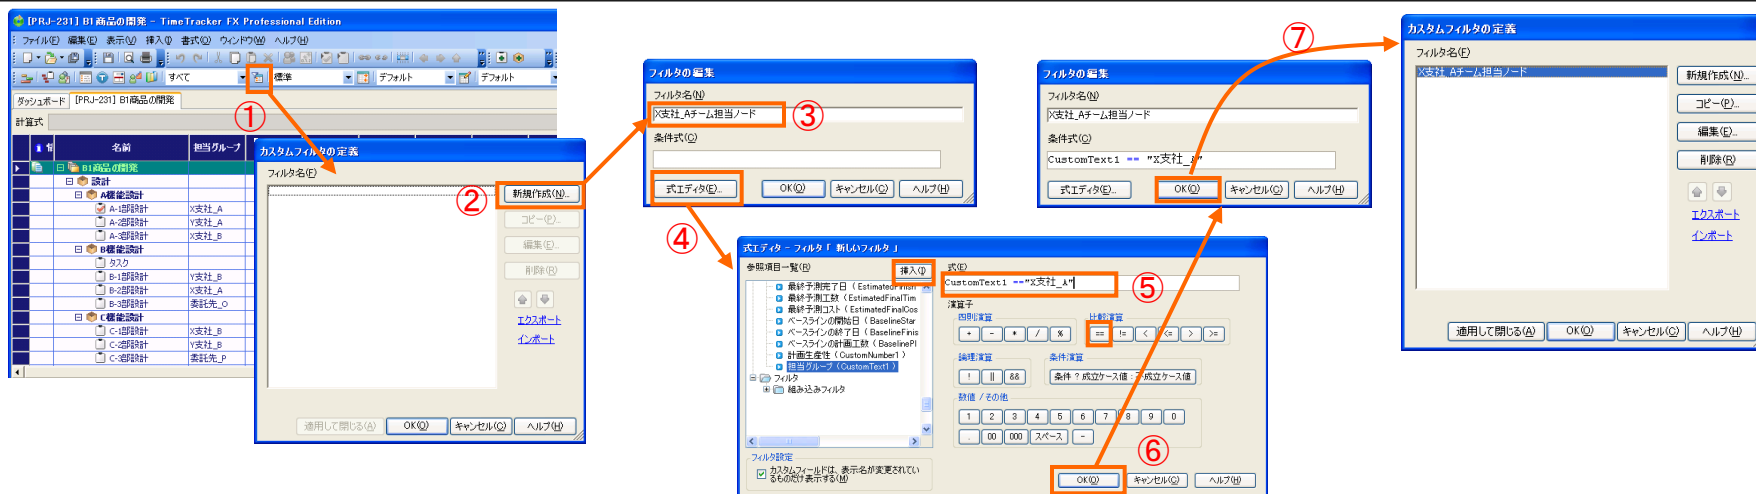 [PRJ-231] B1商品の開発 - TimeTracker FX Professional Edition
ファイル(F) 編集(E) 表示(V) 挿入(I) 書式(O) ウィンドウ(W) ヘルプ(H)
すべて 標準 デフォルト デフォルト
ダッシュボード [PRJ-231] B1商品の開発
計算式
名前 担当グループ
B1商品の開発
設計
A機能設計
A-1部設計 X支社_A
A-2部設計 Y支社_A
A-3部設計 X支社_B
B機能設計
タスク
B-1部設計 Y支社_B
B-2部設計 X支社_A
B-3部設計 委託先_O
C機能設計
C-1部設計 X支社_B
C-2部設計 Y支社_B
C-3部設計 委託先_P
①
カスタムフィルタの定義
フィルタ名(F)
②
新規作成(N)...
コピー(P)...
編集(E)...
削除(R)
エクスポート
インポート
適用して閉じる(A) OK(O) キャンセル(C) ヘルプ(H)
フィルタの編集
フィルタ名(N)
X支社_Aチーム担当ノード
③
条件式(C)
式エディタ(E)... OK(O) キャンセル(C) ヘルプ(H)
④
式エディタ - フィルタ「 新しいフィルタ 」
参照項目一覧(R) 挿入(I)
最終予測完了日 ( EstimatedFinish
最終予測工数 ( EstimatedFinalTim
最終予測コスト ( EstimatedFinalCos
ベースラインの開始日 ( BaselineStar
ベースラインの終了日 ( BaselineFinis
ベースラインの計画工数 ( BaselinePl
計画生産性 ( CustomNumber1 )
担当グループ ( CustomText1 )
フィルタ
組み込みフィルタ
フィルタ設定
カスタムフィールドは、表示名が変更されてい
るものだけ表示する(M)
式(E)
CustomText1 =="X支社_A"
⑤
演算子
四則演算
+ - * / %
比較演算
== != < <= > >=
論理演算
! || &&
条件演算
条件 ? 成立ケース値 : 不成立ケース値
数値 / その他
1 2 3 4 5 6 7 8 9 0
. 00 000 スペース -
⑥
OK(O) キャンセル(C) ヘルプ(H)
フィルタの編集
フィルタ名(N)
X支社_Aチーム担当ノード
条件式(C)
CustomText1 == "X支社_A"
式エディタ(E)... OK(O) キャンセル(C) ヘルプ(H)
⑦
カスタムフィルタの定義
フィルタ名(F)
X支社_Aチーム担当ノード
新規作成(N)...
コピー(P)...
編集(E)...
削除(R)
エクスポート
インポート
適用して閉じる(A) OK(O) キャンセル(C) ヘルプ(H)